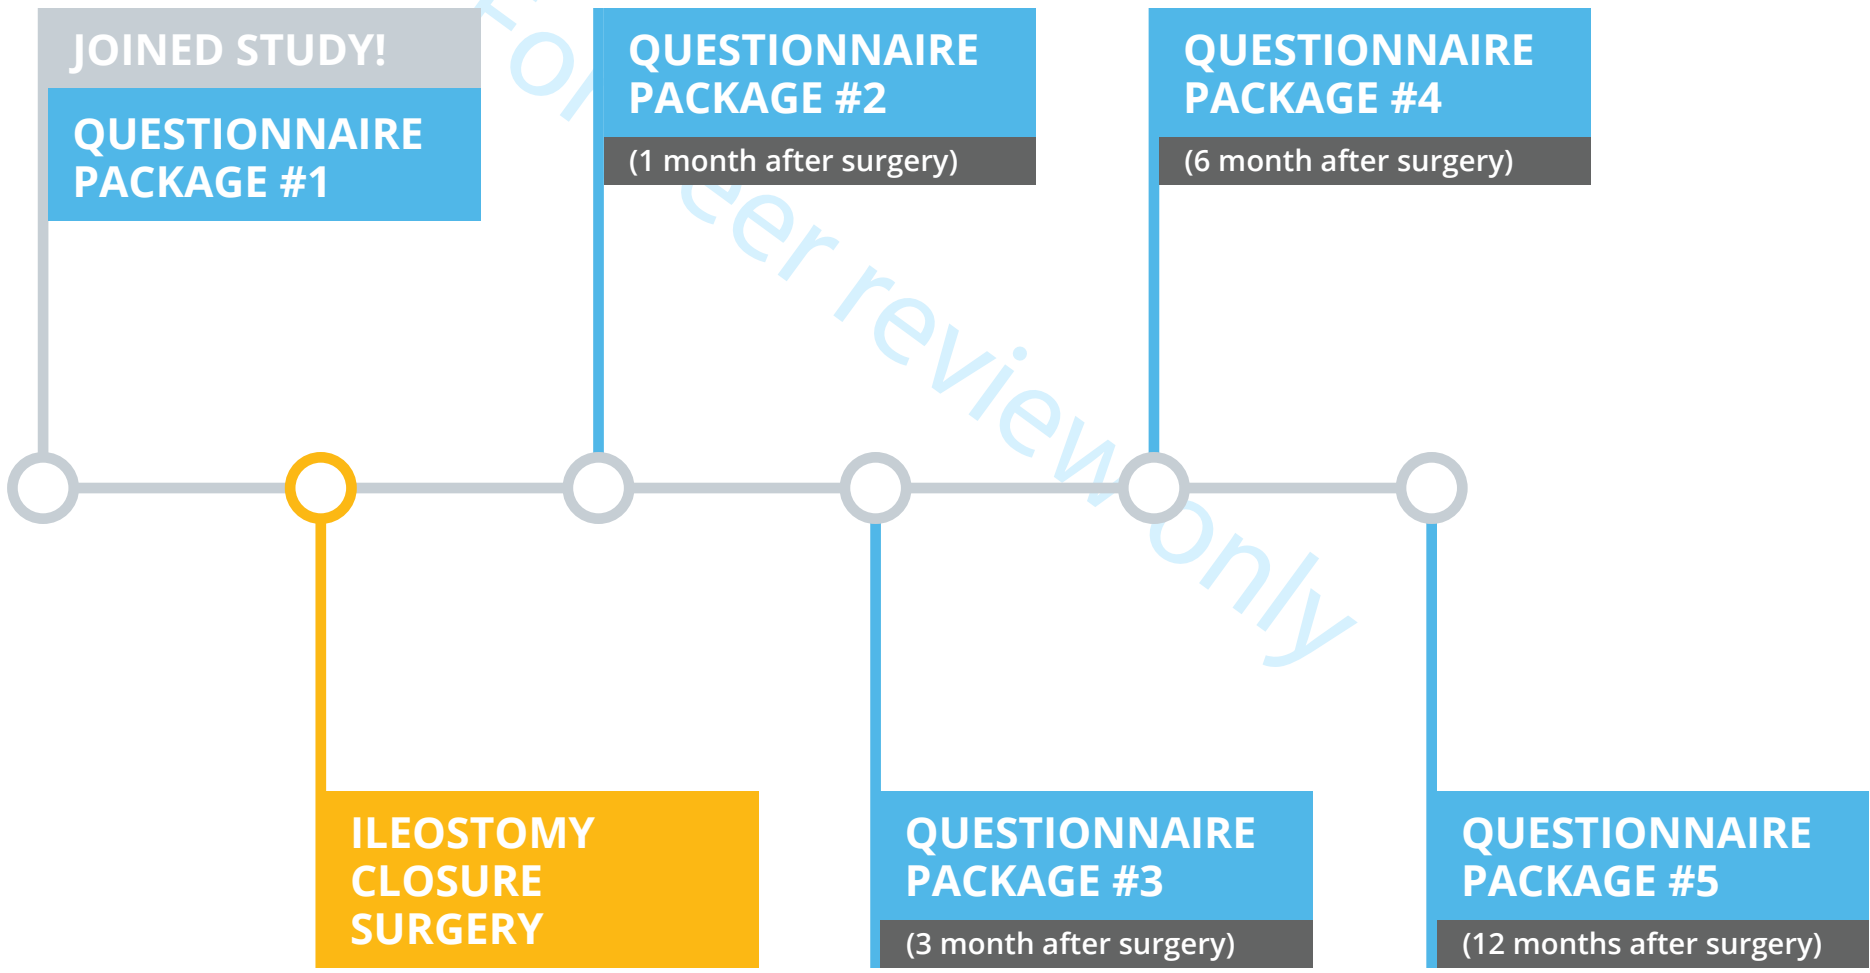 JOINED STUDY!
QUESTIONNAIRE
PACKAGE #1
QUESTIONNAIRE
PACKAGE #2
(1 month after surgery)
QUESTIONNAIRE
PACKAGE #4
(6 month after surgery)
ILEOSTOMY
CLOSURE
SURGERY
QUESTIONNAIRE
PACKAGE #3
(3 month after surgery)
QUESTIONNAIRE
PACKAGE #5
(12 months after surgery)
For eer review only